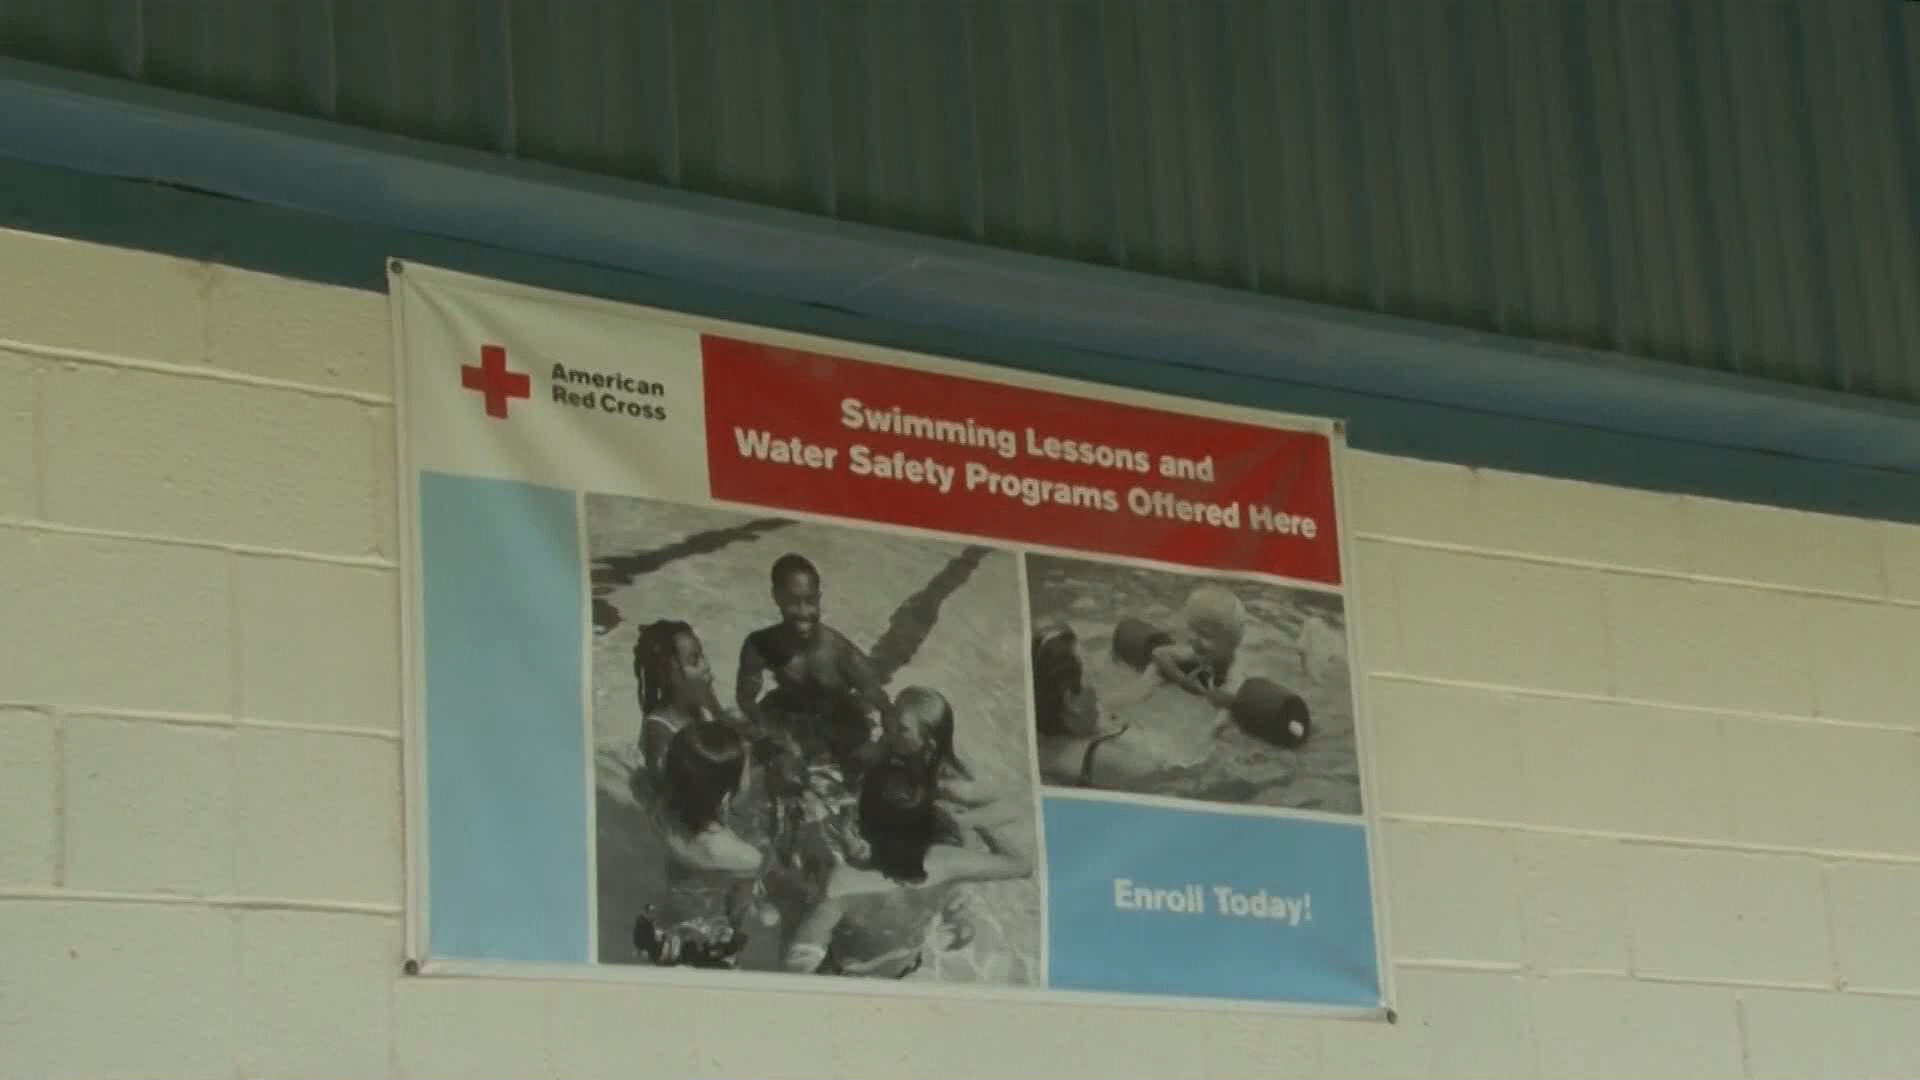 American
Red Cross
Swimming Lessons and
Water Safety Programs Offered Here
Enroll Today!